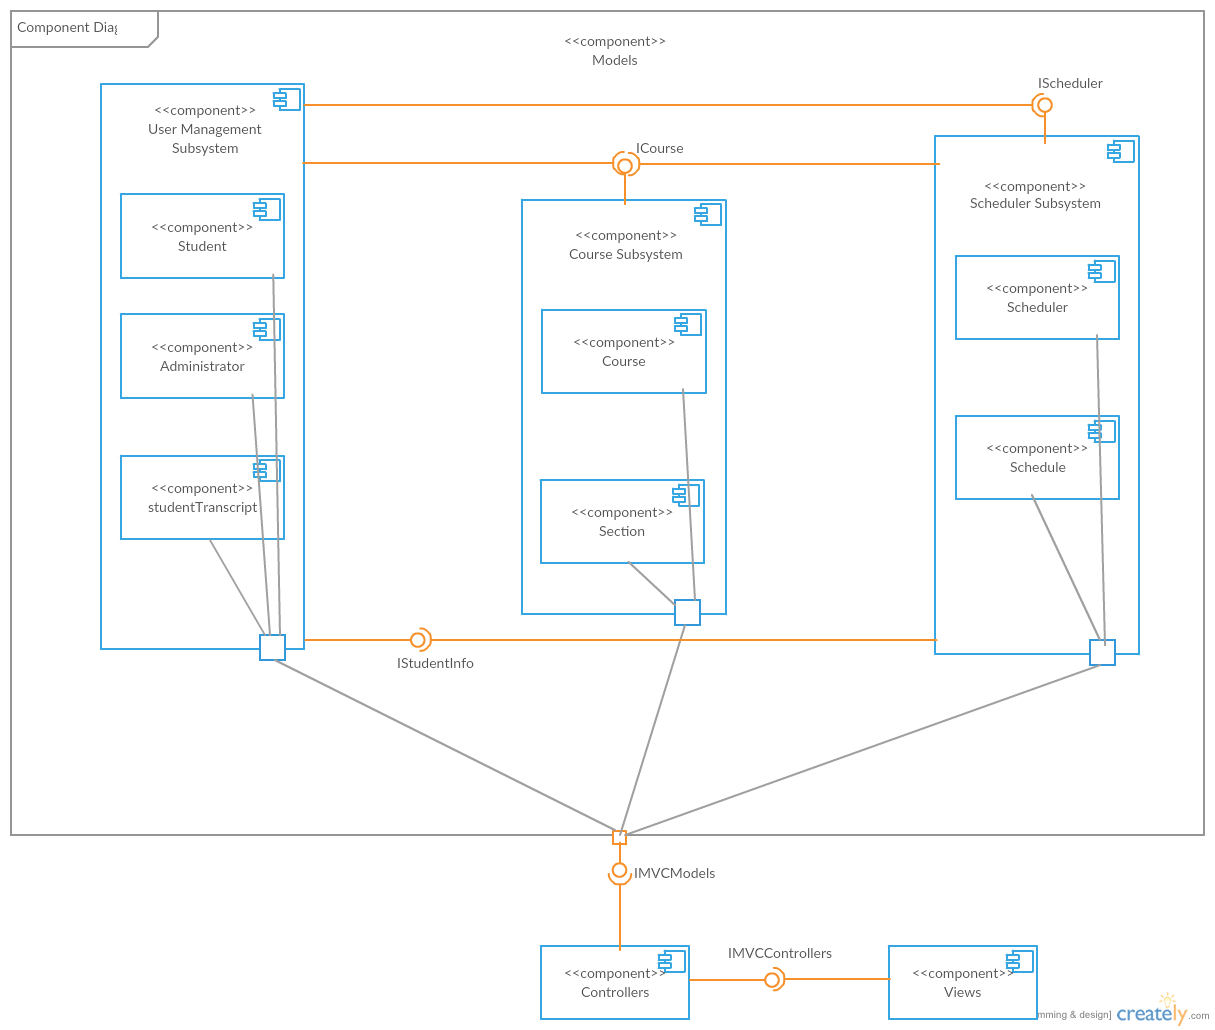 Component Diag
<<component>>
Models
IScheduler
<<component>>
User Management
Subsystem
ICourse
<<component>>
Scheduler Subsystem
<<component>>
Student
<<component>>
Course Subsystem
<<component>>
Scheduler
<<component>>
Administrator
<<component>>
Course
<<component>>
Schedule
<<component>>
studentTranscript
<<component>>
Section
IStudentInfo
IMVCModels
IMVCControllers
<<component>>
Controllers
<<component>>
Views
mming & design]
creately.com